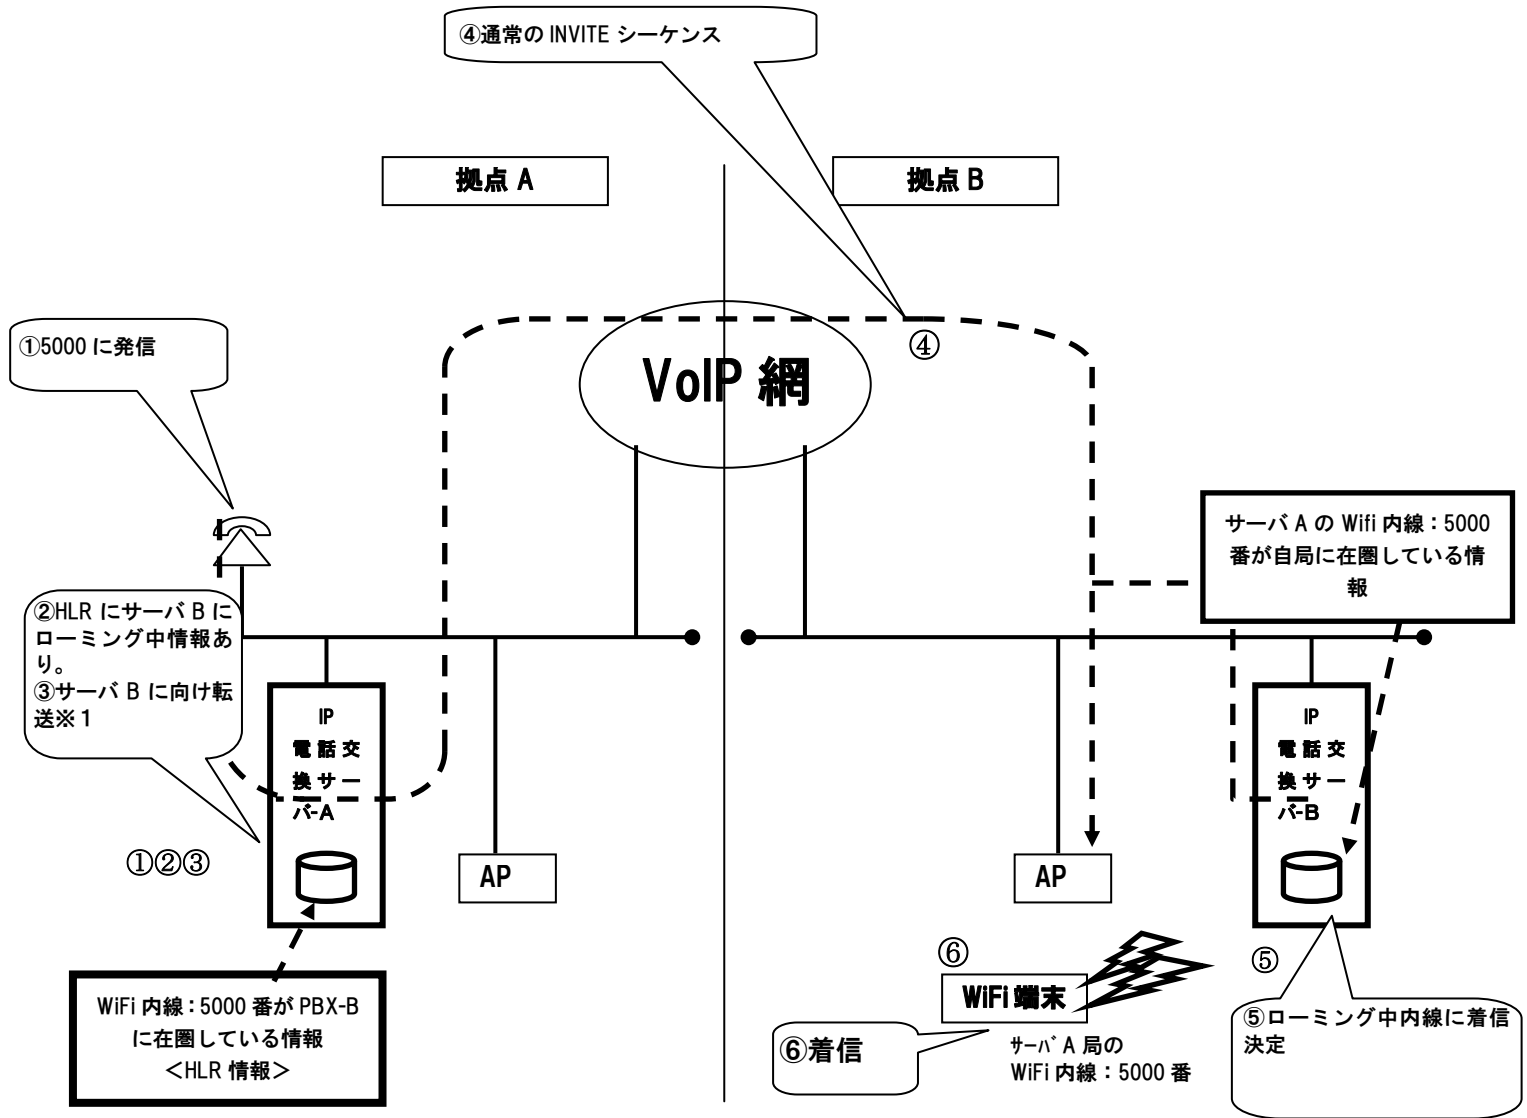 ④通常の INVITE シーケンス
拠点 A
拠点 B
①5000 に発信
④
VoIP 網
サーバ A の Wifi 内線：5000
番が自局に在圏している情
報
②HLR にサーバ B に
ローミング中情報あ
り。
③サーバ B に向け転
送※１
IP
電話交
換サー
バ-A
IP
電話交
換サー
バ-B
①②③
AP
AP
⑥
⑤
WiFi 端末
WiFi 内線：5000 番が PBX-B
に在圏している情報
＜HLR 情報＞
⑥着信
ｻｰﾊﾞ A 局の
WiFi 内線：5000 番
⑤ローミング中内線に着信
決定